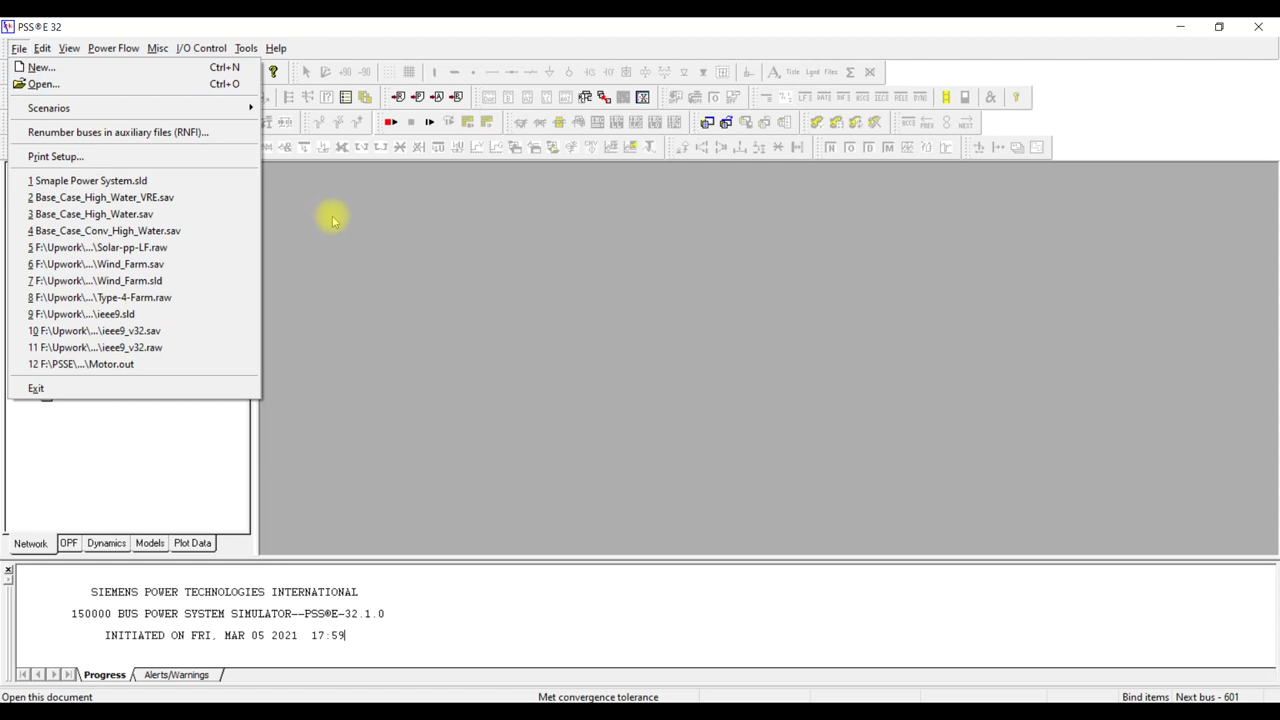 PSS®E 32
File Edit View Power Flow Misc I/O Control Tools Help
New... Ctrl+N
Open... Ctrl+O
Scenarios
Renumber buses in auxiliary files (RNFI)...
Print Setup...
1 Smaple Power System.sld
2 Base_Case_High_Water_VRE.sav
3 Base_Case_High_Water.sav
4 Base_Case_Conv_High_Water.sav
5 F:\Upwork\...\Solar-pp-LF.raw
6 F:\Upwork\...\Wind_Farm.sav
7 F:\Upwork\...\Wind_Farm.sld
8 F:\Upwork\...\Type-4-Farm.raw
9 F:\Upwork\...\ieee9.sld
10 F:\Upwork\...\ieee9_v32.sav
11 F:\Upwork\...\ieee9_v32.raw
12 F:\PSSE\...\Motor.out
Exit
+90 -90
Title Lgnd Files
Network OPF Dynamics Models Plot Data
SIEMENS POWER TECHNOLOGIES INTERNATIONAL
150000 BUS POWER SYSTEM SIMULATOR--PSS®E-32.1.0
INITIATED ON FRI, MAR 05 2021 17:59
Progress Alerts/Warnings
Open this document Met convergence tolerance Bind items Next bus - 601